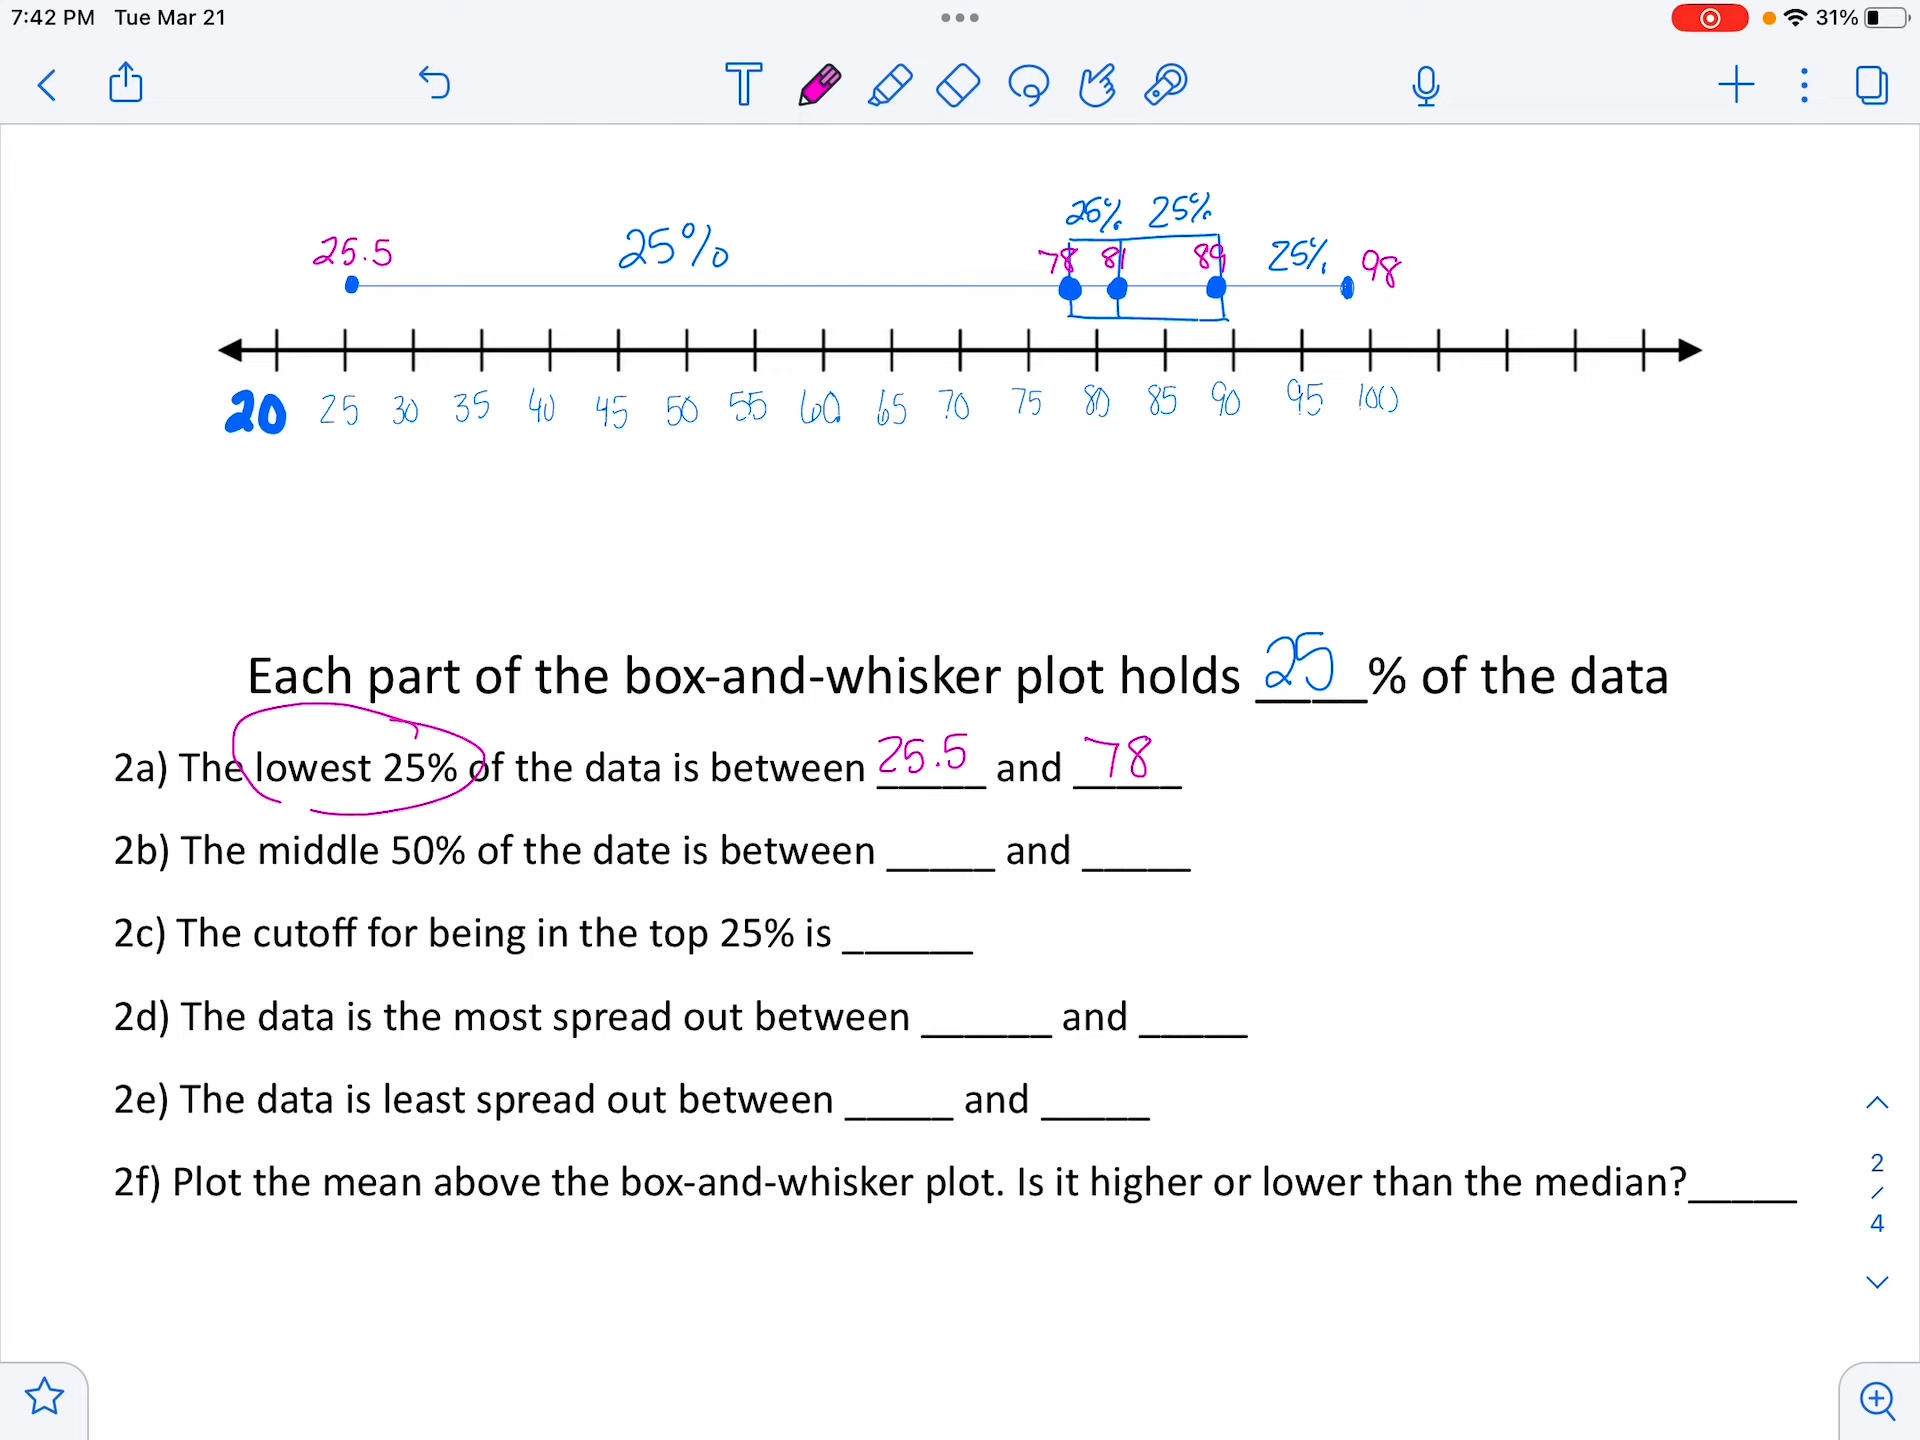 7:42 PM Tue Mar 21
31%
T
25% 25%
25.5 25% 78 81 89 25% 98
20 25 30 35 40 45 50 55 60 65 70 75 80 85 90 95 100
Each part of the box-and-whisker plot holds 25% of the data
2a) The lowest 25% of the data is between 25.5 and 78
2b) The middle 50% of the date is between _____ and _____
2c) The cutoff for being in the top 25% is ______
2d) The data is the most spread out between ______ and _____
2e) The data is least spread out between _____ and _____
2f) Plot the mean above the box-and-whisker plot. Is it higher or lower than the median?_____
2
/
4